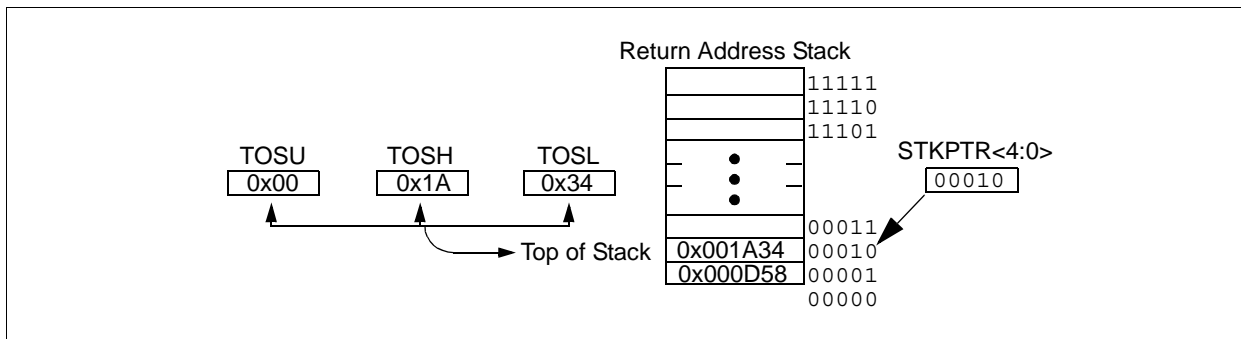 Return Address Stack
11111
11110
11101
TOSU TOSH TOSL
0x00 0x1A 0x34
STKPTR<4:0>
00010
00011
Top of Stack 0x001A34 00010
0x000D58 00001
00000